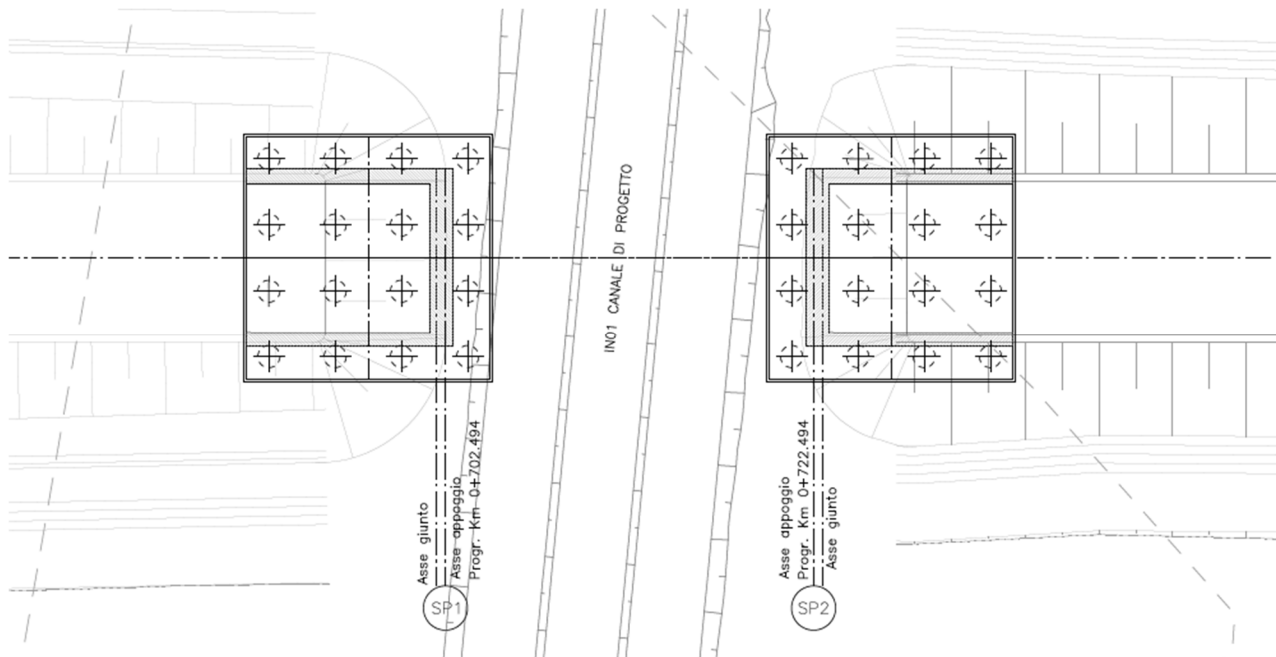 IN01 CANALE DI PROGETTO
Asse giunto
Asse appoggio
Progr. Km 0+702.494
SP1
Asse appoggio
Progr. Km 0+722.494
Asse giunto
SP2